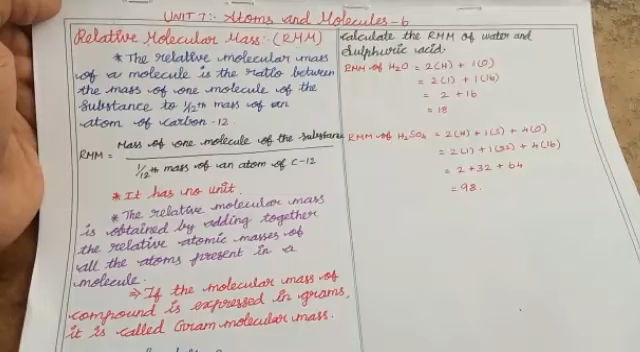 UNIT 7:- Atoms and Molecules-6
Relative Molecular Mass:- (RMM)
* The relative molecular mass
of a molecule is the ratio between
the mass of one molecule of the
substance to 1/12th mass of an
atom of carbon-12.
RMM = Mass of one molecule of the substance
1/12th mass of an atom of C-12
* It has no unit.
* The relative molecular mass
is obtained by adding together
the relative atomic masses of
all the atoms present in a
molecule.
⇒ If the molecular mass of
compound is expressed in grams,
it is called Gram molecular mass.
calculate the RMM of water and
sulphuric acid.
RMM of H₂O = 2(H) + 1(O)
= 2(1) + 1(16)
= 2 + 16
= 18
RMM of H₂SO₄ = 2(H) + 1(S) + 4(O)
= 2(1) + 1(32) + 4(16)
= 2 + 32 + 64
= 98.